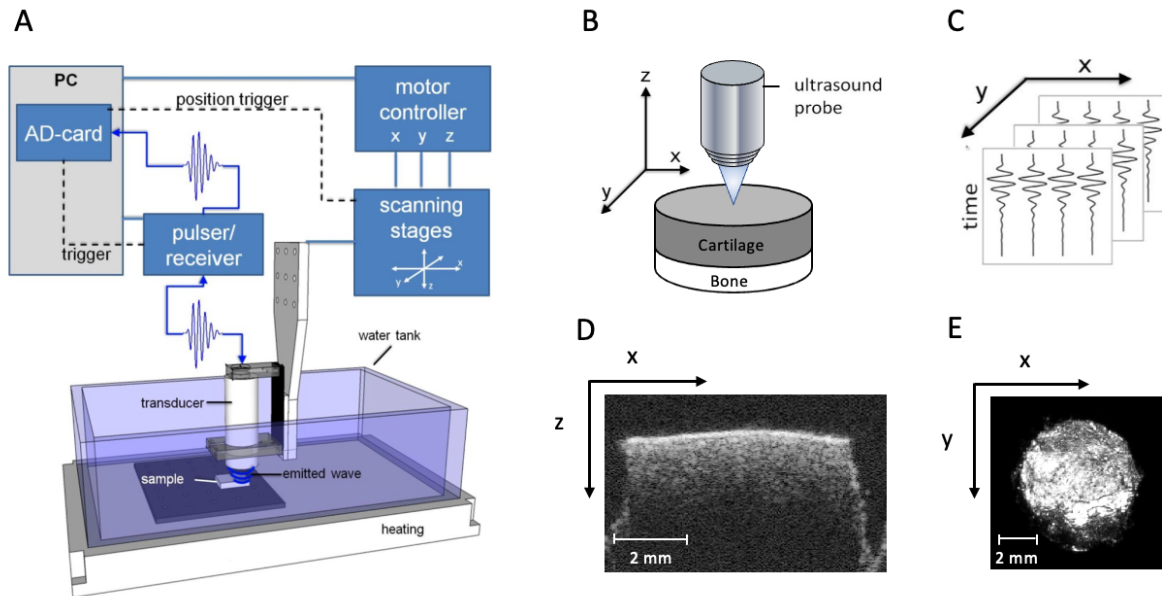 A
PC
AD-card
position trigger
trigger
pulser/
receiver
motor
controller
x y z
scanning
stages
x
y
z
water tank
transducer
emitted wave
sample
heating
B
z
x
y
ultrasound
probe
Cartilage
Bone
C
x
y
time
D
x
z
2 mm
E
x
y
2 mm